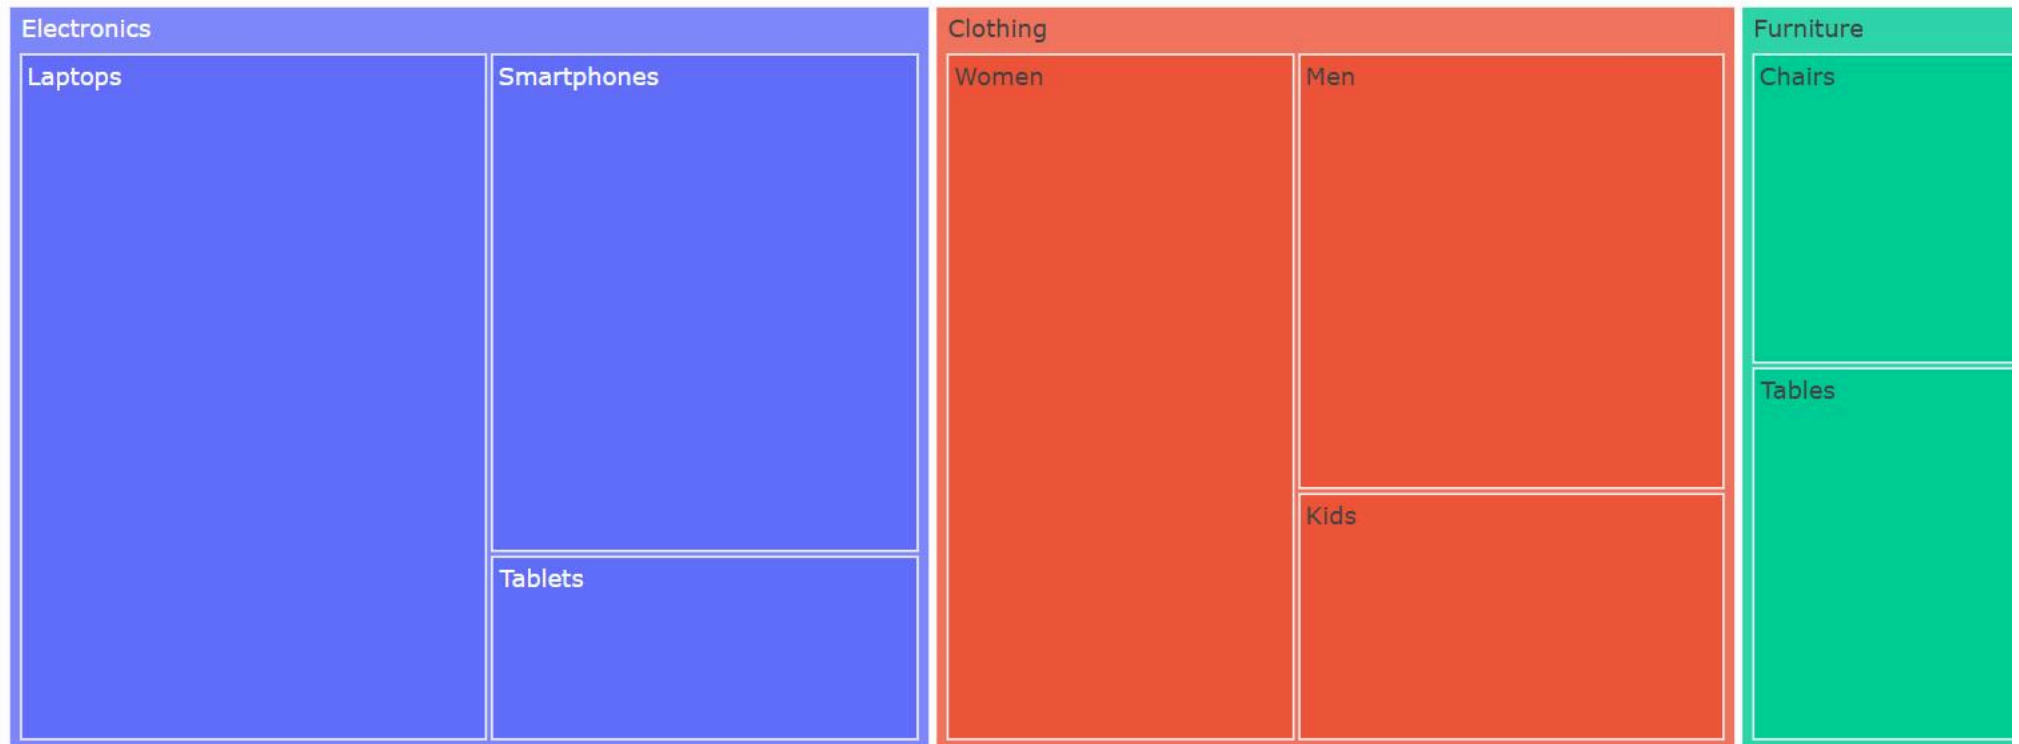 Electronics
Laptops
Smartphones
Tablets
Clothing
Women
Men
Kids
Furniture
Chairs
Tables